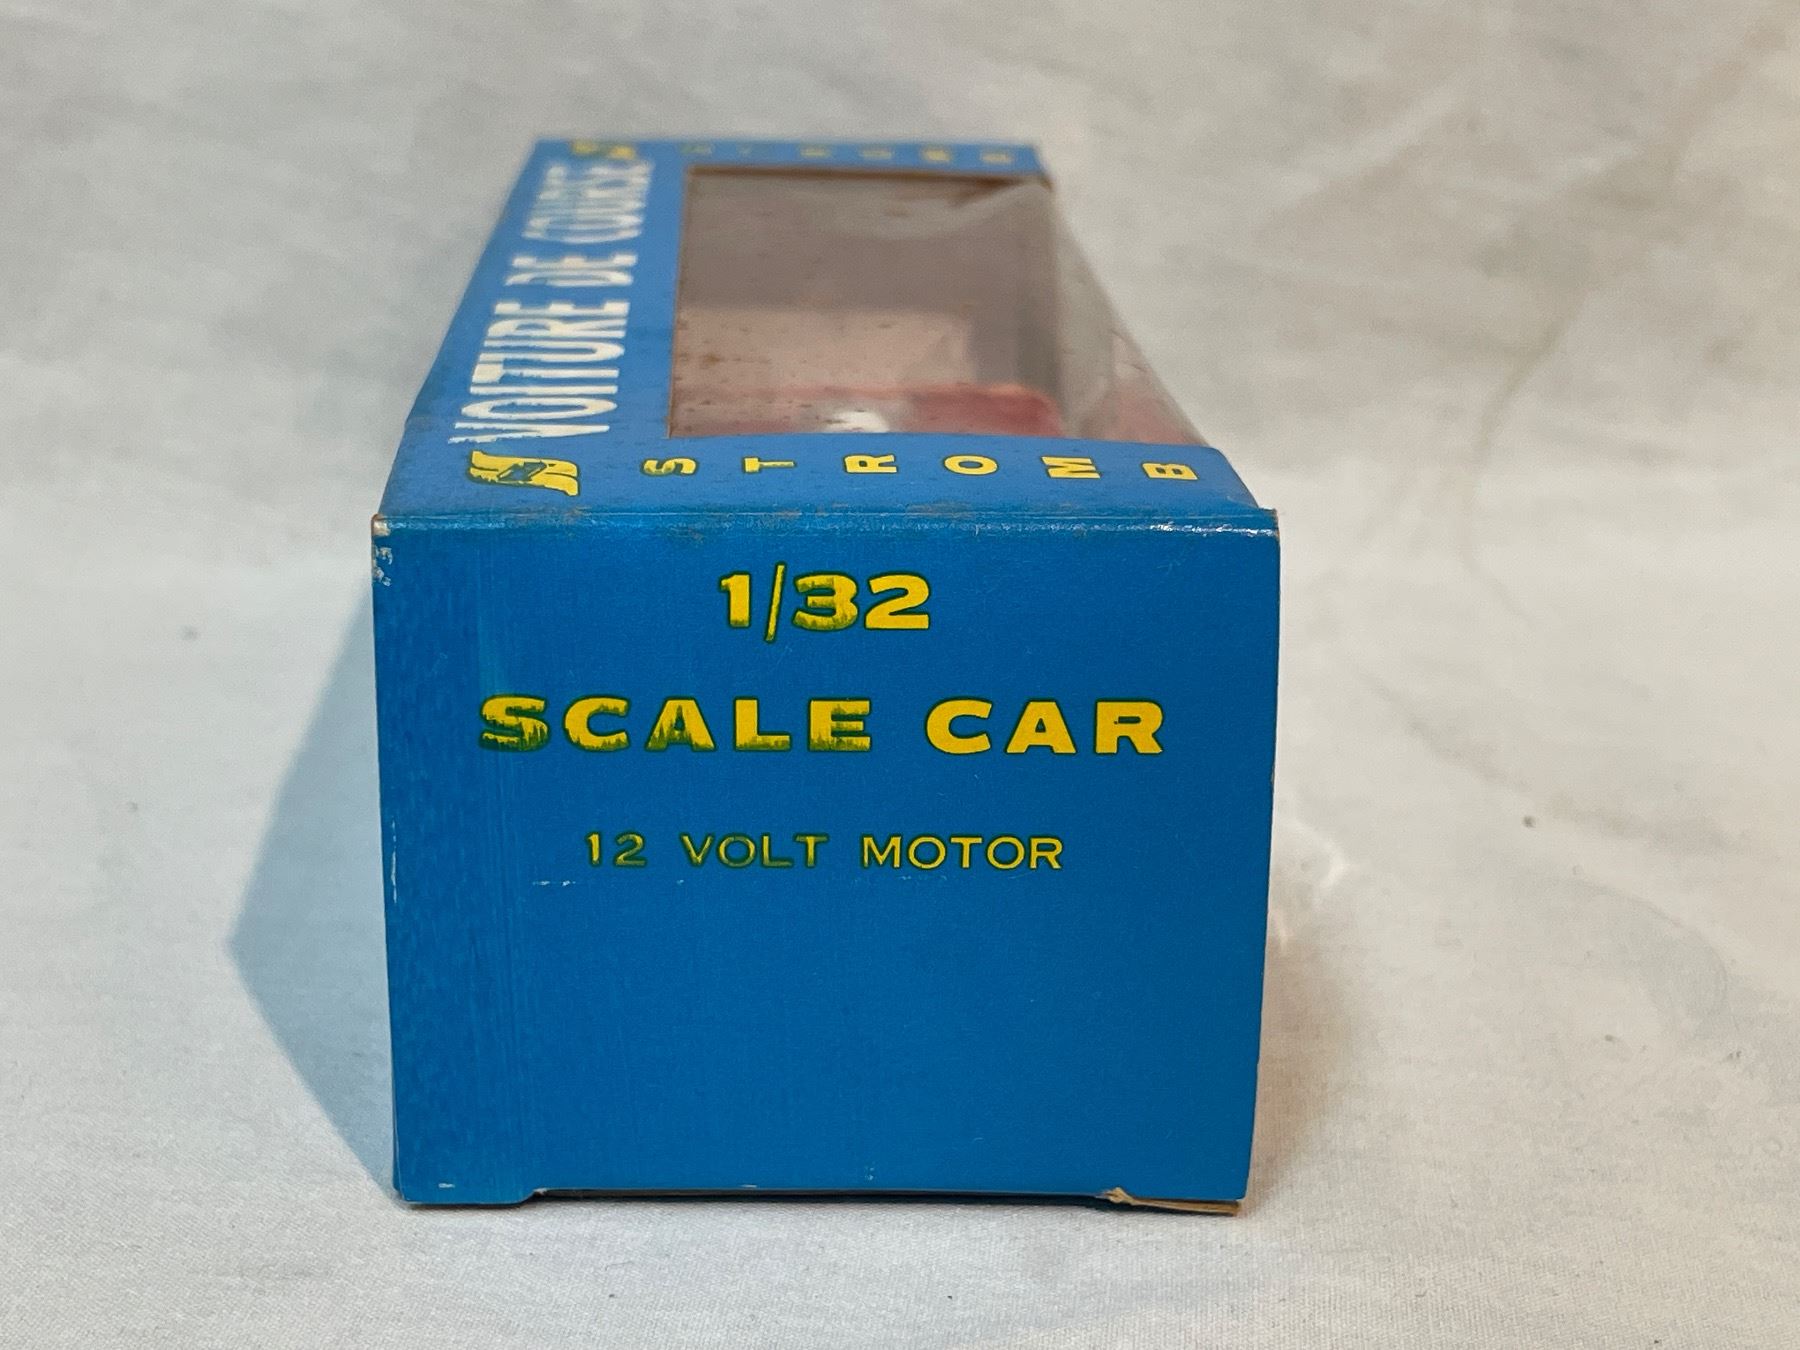 VOITURE DE COURSE
STROMB
1/32
SCALE CAR
12 VOLT MOTOR